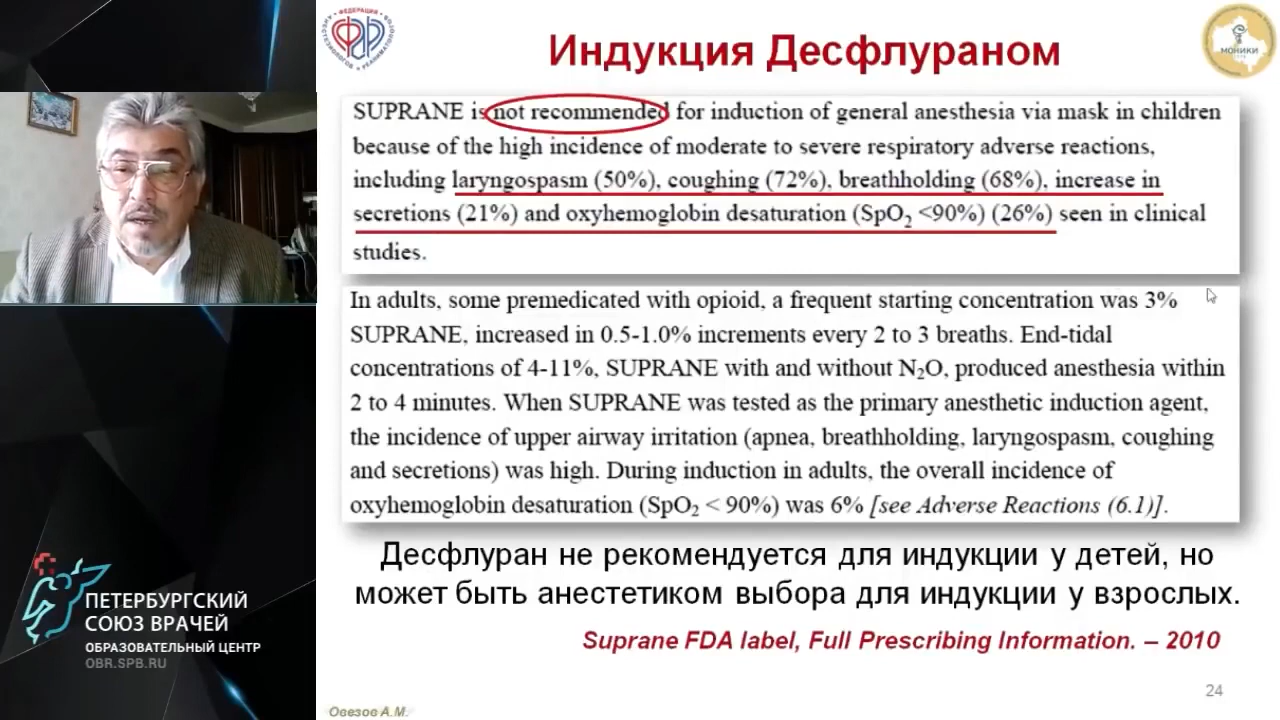 Индукция Десфлураном
МОНИКИ
SUPRANE is not recommended for induction of general anesthesia via mask in children
because of the high incidence of moderate to severe respiratory adverse reactions,
including laryngospasm (50%), coughing (72%), breathholding (68%), increase in
secretions (21%) and oxyhemoglobin desaturation (SpO₂ <90%) (26%) seen in clinical
studies.
In adults, some premedicated with opioid, a frequent starting concentration was 3%
SUPRANE, increased in 0.5-1.0% increments every 2 to 3 breaths. End-tidal
concentrations of 4-11%, SUPRANE with and without N₂O, produced anesthesia within
2 to 4 minutes. When SUPRANE was tested as the primary anesthetic induction agent,
the incidence of upper airway irritation (apnea, breathholding, laryngospasm, coughing
and secretions) was high. During induction in adults, the overall incidence of
oxyhemoglobin desaturation (SpO₂ < 90%) was 6% [see Adverse Reactions (6.1)].
Десфлуран не рекомендуется для индукции у детей, но
может быть анестетиком выбора для индукции у взрослых.
Suprane FDA label, Full Prescribing Information. – 2010
24
Овезов А.М.
ПЕТЕРБУРГСКИЙ
СОЮЗ ВРАЧЕЙ
ОБРАЗОВАТЕЛЬНЫЙ ЦЕНТР
OBR.SPB.RU